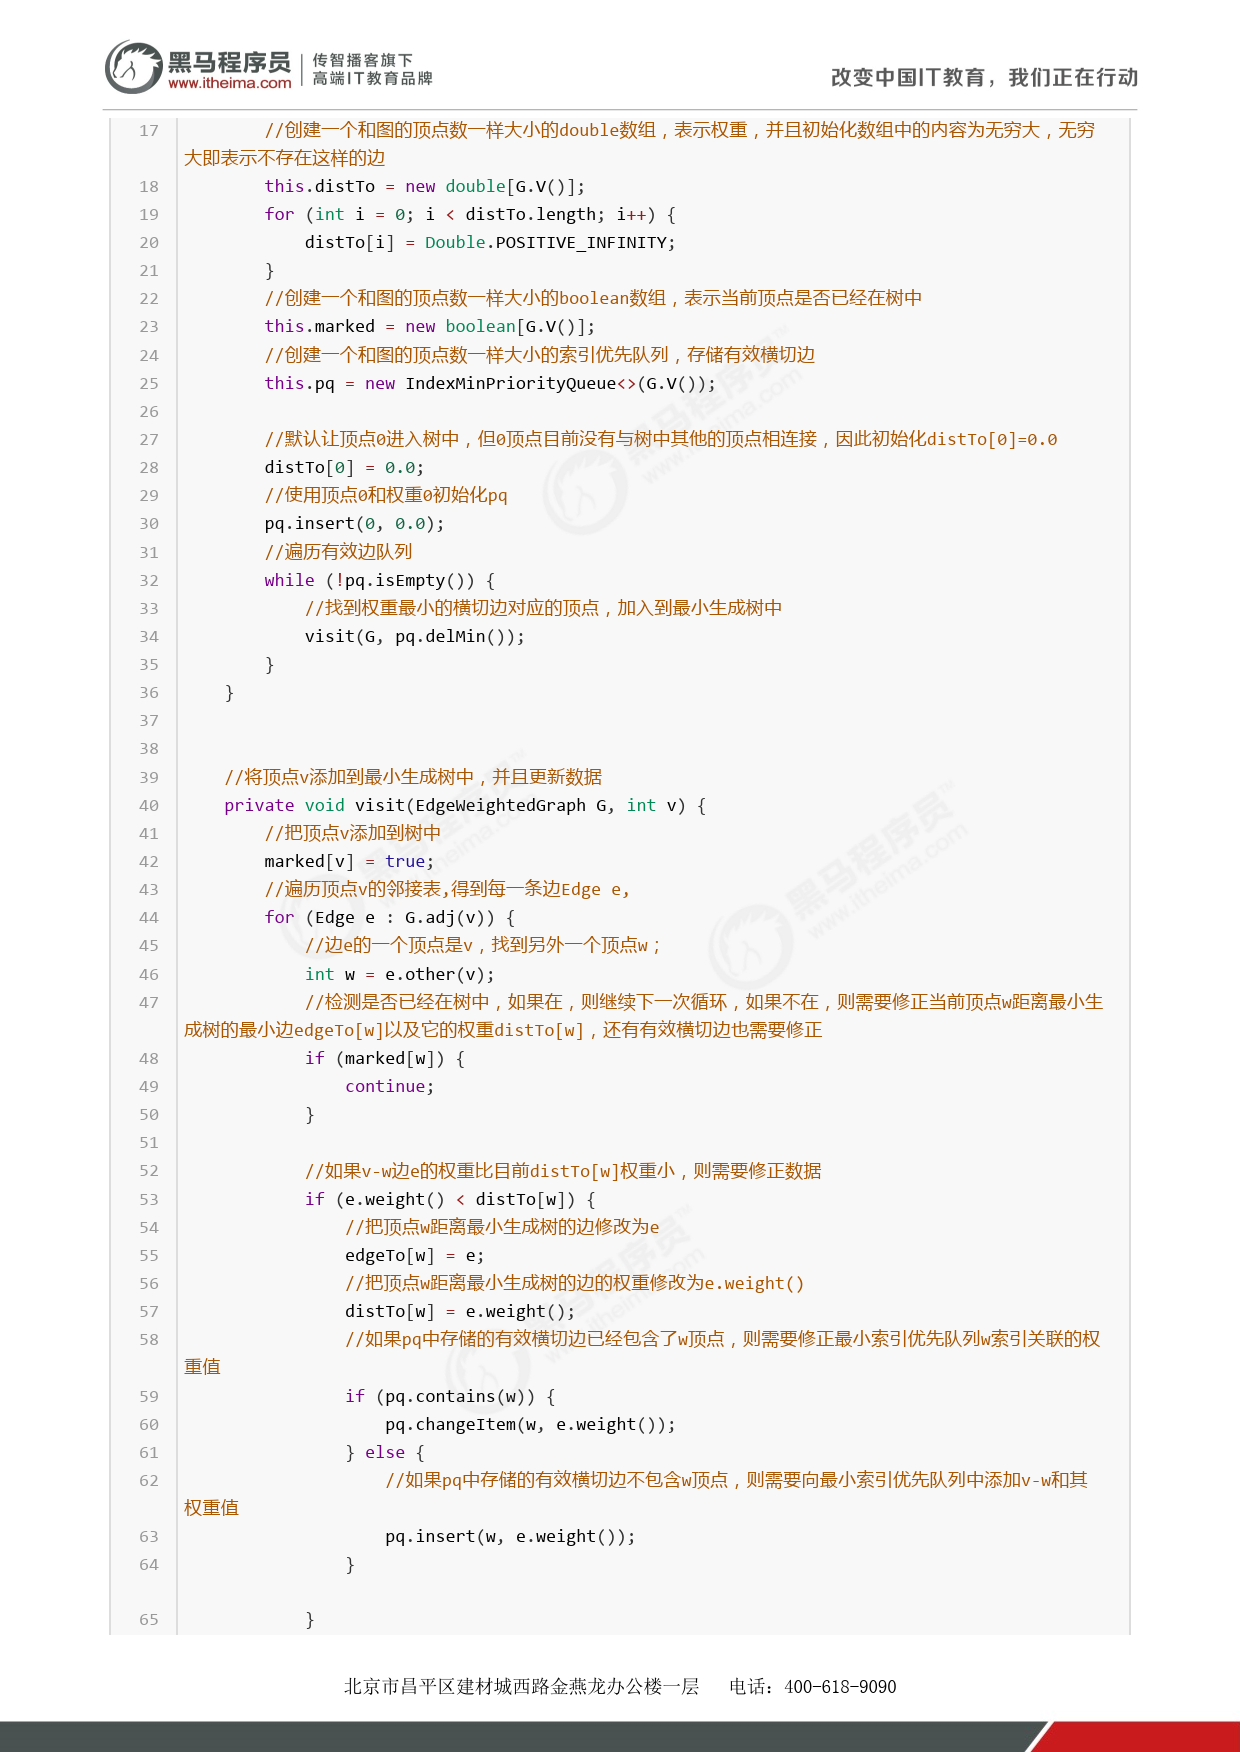 黑马程序员 传智播客旗下
www.itheima.com 高端IT教育品牌
改变中国IT教育，我们正在行动
17 //创建一个和图的顶点数一样大小的double数组，表示权重，并且初始化数组中的内容为无穷大，无穷
大即表示不存在这样的边
18 this.distTo = new double[G.V()];
19 for (int i = 0; i < distTo.length; i++) {
20 distTo[i] = Double.POSITIVE_INFINITY;
21 }
22 //创建一个和图的顶点数一样大小的boolean数组，表示当前顶点是否已经在树中
23 this.marked = new boolean[G.V()];
24 //创建一个和图的顶点数一样大小的索引优先队列，存储有效横切边
25 this.pq = new IndexMinPriorityQueue<>(G.V());
26
27 //默认让顶点0进入树中，但0顶点目前没有与树中其他的顶点相连接，因此初始化distTo[0]=0.0
28 distTo[0] = 0.0;
29 //使用顶点0和权重0初始化pq
30 pq.insert(0, 0.0);
31 //遍历有效边队列
32 while (!pq.isEmpty()) {
33 //找到权重最小的横切边对应的顶点，加入到最小生成树中
34 visit(G, pq.delMin());
35 }
36 }
37
38
39 //将顶点v添加到最小生成树中，并且更新数据
40 private void visit(EdgeWeightedGraph G, int v) {
41 //把顶点v添加到树中
42 marked[v] = true;
43 //遍历顶点v的邻接表,得到每一条边Edge e,
44 for (Edge e : G.adj(v)) {
45 //边e的一个顶点是v，找到另外一个顶点w；
46 int w = e.other(v);
47 //检测是否已经在树中，如果在，则继续下一次循环，如果不在，则需要修正当前顶点w距离最小生
成树的最小边edgeTo[w]以及它的权重distTo[w]，还有有效横切边也需要修正
48 if (marked[w]) {
49 continue;
50 }
51
52 //如果v-w边e的权重比目前distTo[w]权重小，则需要修正数据
53 if (e.weight() < distTo[w]) {
54 //把顶点w距离最小生成树的边修改为e
55 edgeTo[w] = e;
56 //把顶点w距离最小生成树的边的权重修改为e.weight()
57 distTo[w] = e.weight();
58 //如果pq中存储的有效横切边已经包含了w顶点，则需要修正最小索引优先队列w索引关联的权
重值
59 if (pq.contains(w)) {
60 pq.changeItem(w, e.weight());
61 } else {
62 //如果pq中存储的有效横切边不包含w顶点，则需要向最小索引优先队列中添加v-w和其
权重值
63 pq.insert(w, e.weight());
64 }
65 }
北京市昌平区建材城西路金燕龙办公楼一层 电话：400-618-9090